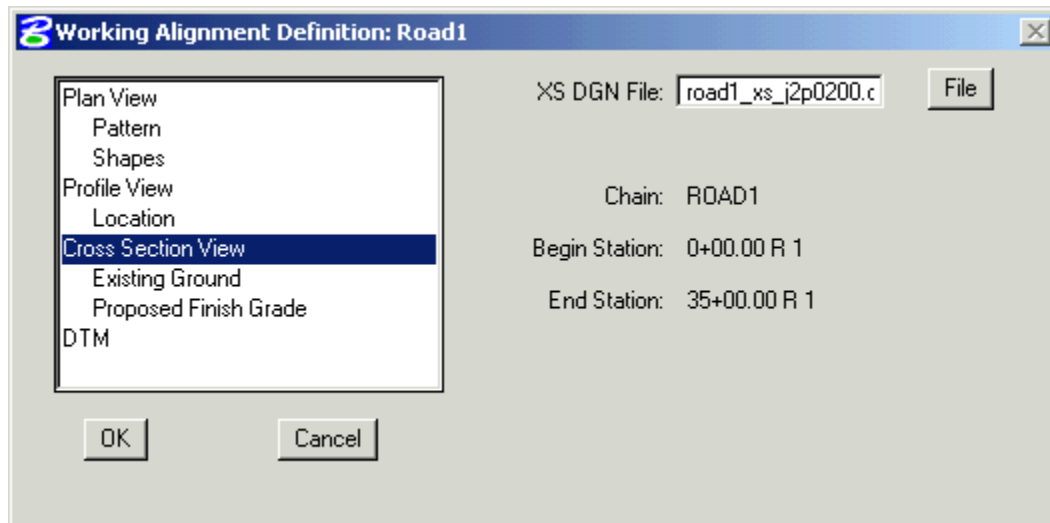 Working Alignment Definition: Road1
Plan View
Pattern
Shapes
Profile View
Location
Cross Section View
Existing Ground
Proposed Finish Grade
DTM
OK
Cancel
XS DGN File: road1_xs_j2p0200.c
File
Chain: ROAD1
Begin Station: 0+00.00 R 1
End Station: 35+00.00 R 1